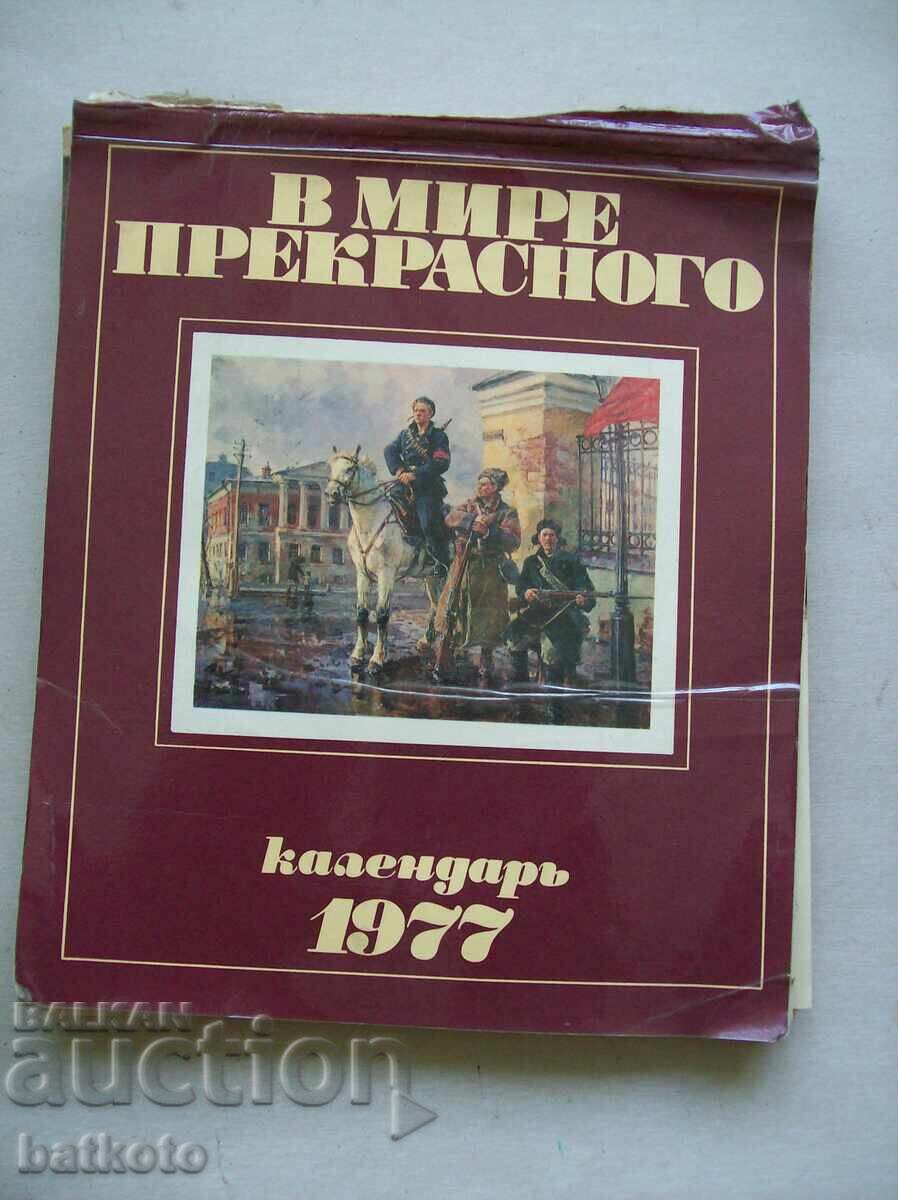 В МИРЕ
ПРЕКРАСНОГО
календарь
1977
BALKAN
auction
batkoto